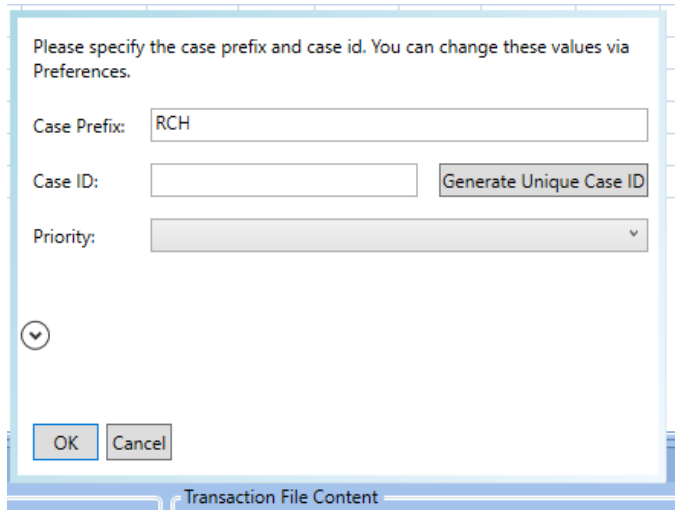 Please specify the case prefix and case id. You can change these values via
Preferences.
Case Prefix: RCH
Case ID: Generate Unique Case ID
Priority:
OK Cancel
Transaction File Content